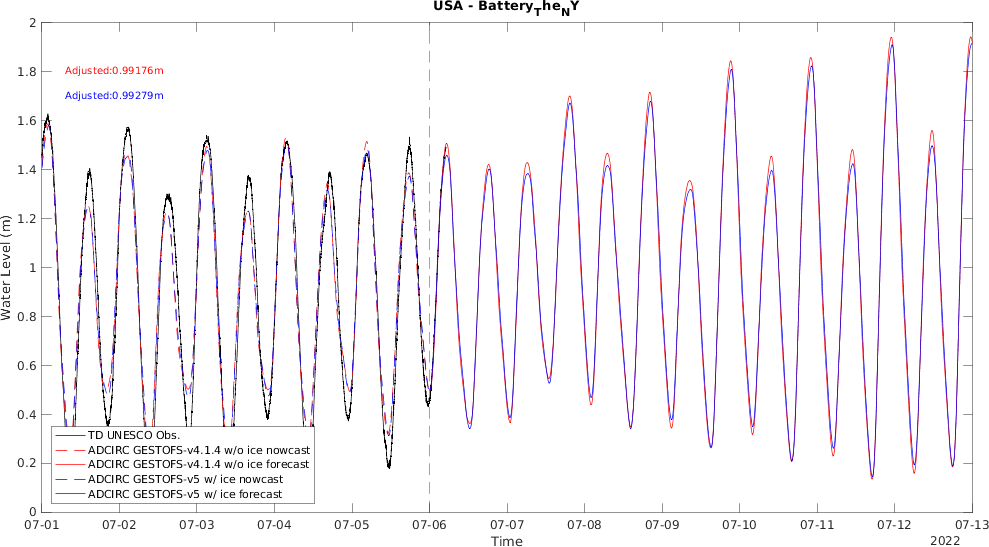 USA - BatteryTheNY
Adjusted:0.99176m
Adjusted:0.99279m
Water Level (m)
2
1.8
1.6
1.4
1.2
1
0.8
0.6
0.4
0.2
0
TD UNESCO Obs.
ADCIRC GESTOFS-v4.1.4 w/o ice nowcast
ADCIRC GESTOFS-v4.1.4 w/o ice forecast
ADCIRC GESTOFS-v5 w/ ice nowcast
ADCIRC GESTOFS-v5 w/ ice forecast
07-01 07-02 07-03 07-04 07-05 07-06 07-07 07-08 07-09 07-10 07-11 07-12 07-13
Time
2022